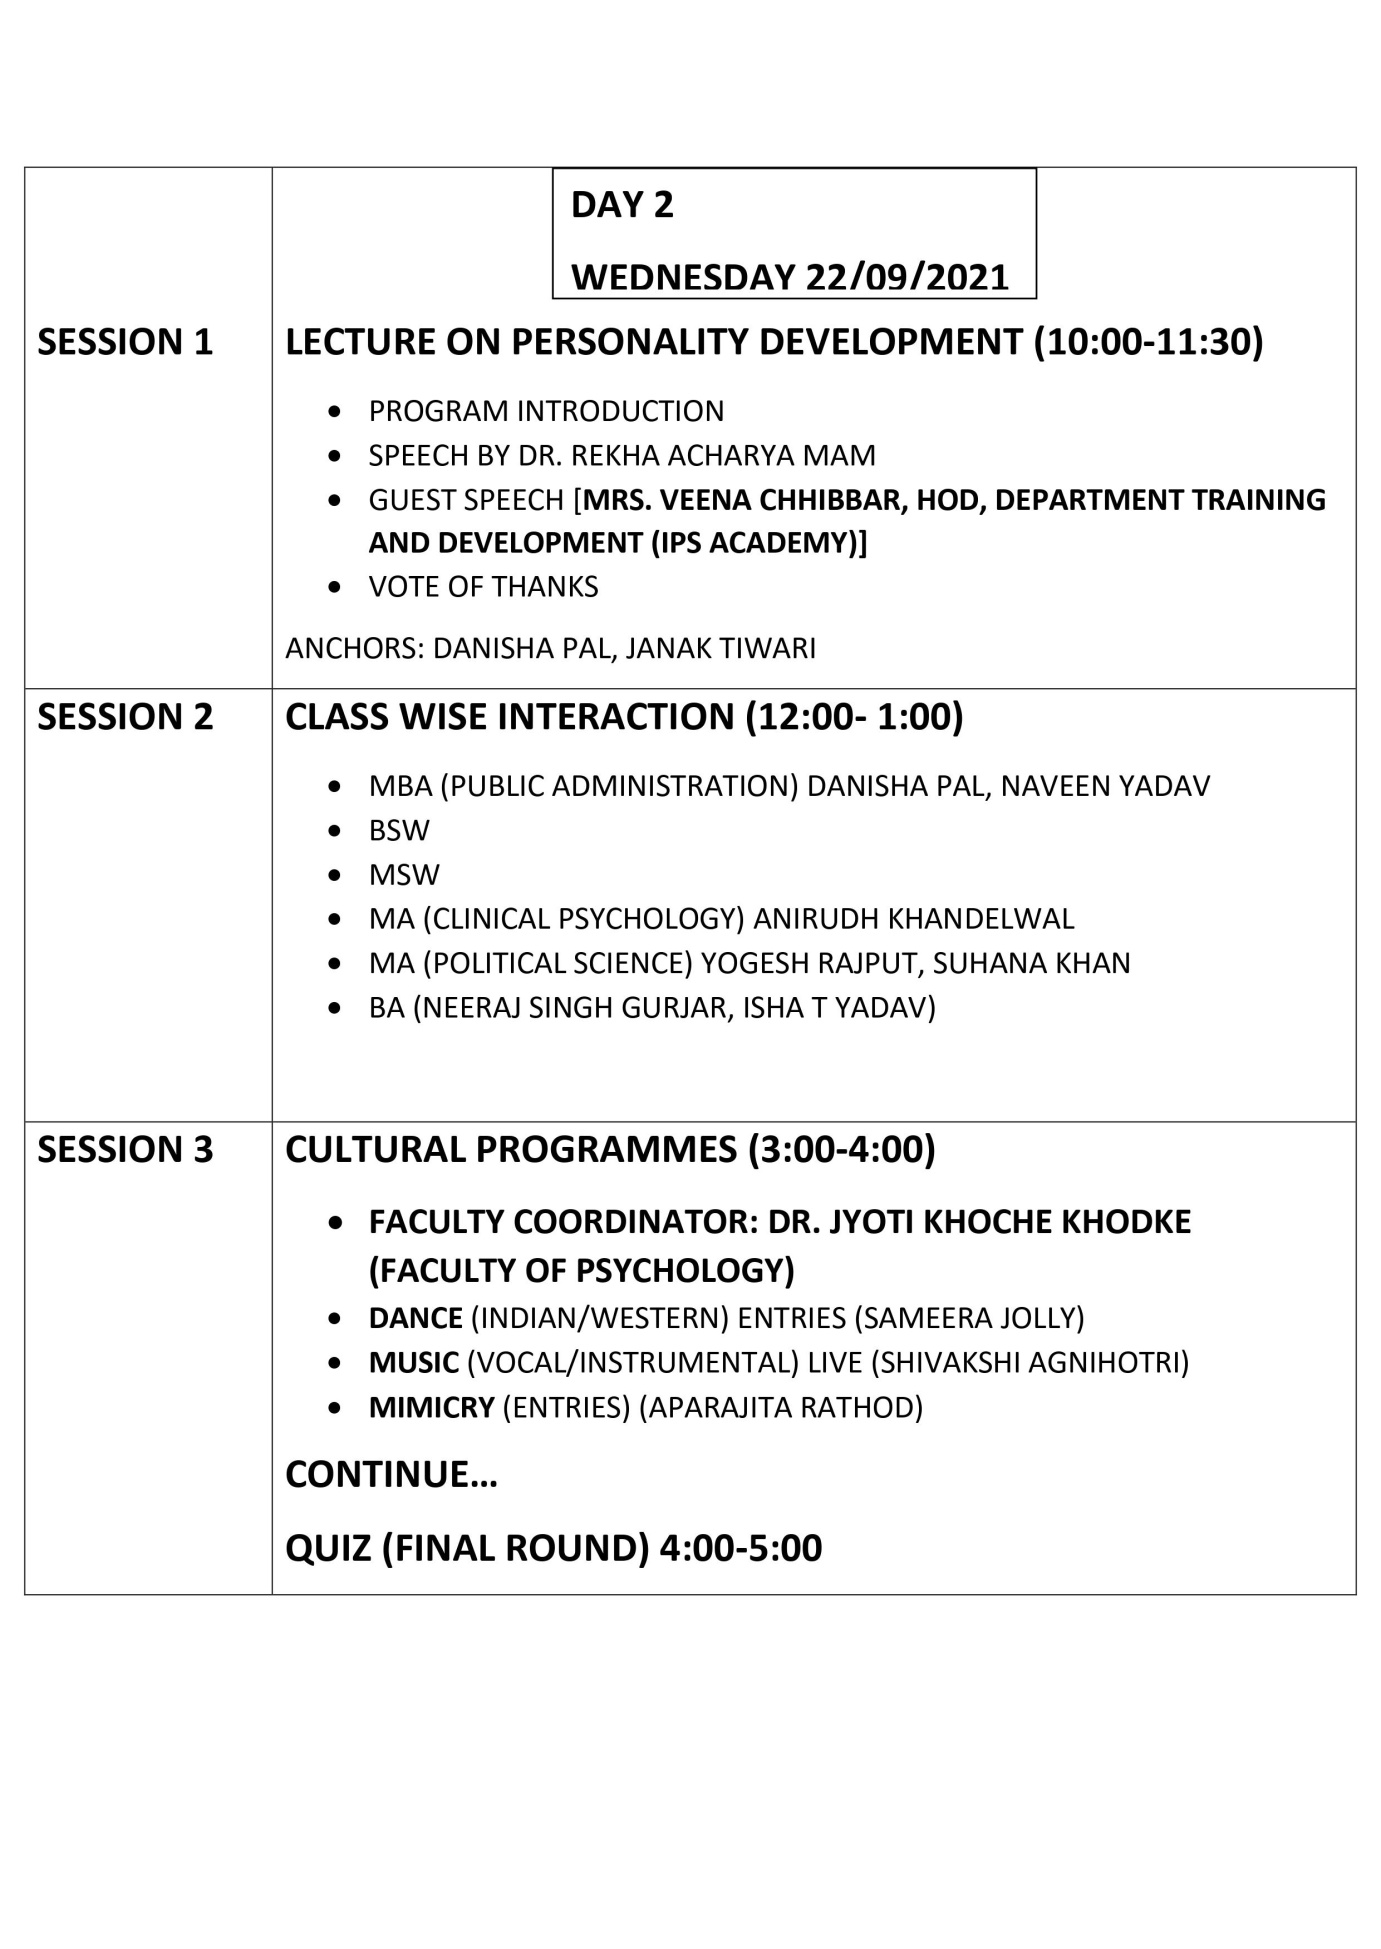 DAY 2
WEDNESDAY 22/09/2021
SESSION 1
LECTURE ON PERSONALITY DEVELOPMENT (10:00-11:30)
• PROGRAM INTRODUCTION
• SPEECH BY DR. REKHA ACHARYA MAM
• GUEST SPEECH [MRS. VEENA CHHIBBAR, HOD, DEPARTMENT TRAINING
AND DEVELOPMENT (IPS ACADEMY)]
• VOTE OF THANKS
ANCHORS: DANISHA PAL, JANAK TIWARI
SESSION 2
CLASS WISE INTERACTION (12:00- 1:00)
• MBA (PUBLIC ADMINISTRATION) DANISHA PAL, NAVEEN YADAV
• BSW
• MSW
• MA (CLINICAL PSYCHOLOGY) ANIRUDH KHANDELWAL
• MA (POLITICAL SCIENCE) YOGESH RAJPUT, SUHANA KHAN
• BA (NEERAJ SINGH GURJAR, ISHA T YADAV)
SESSION 3
CULTURAL PROGRAMMES (3:00-4:00)
• FACULTY COORDINATOR: DR. JYOTI KHOCHE KHODKE
(FACULTY OF PSYCHOLOGY)
• DANCE (INDIAN/WESTERN) ENTRIES (SAMEERA JOLLY)
• MUSIC (VOCAL/INSTRUMENTAL) LIVE (SHIVAKSHI AGNIHOTRI)
• MIMICRY (ENTRIES) (APARAJITA RATHOD)
CONTINUE…
QUIZ (FINAL ROUND) 4:00-5:00